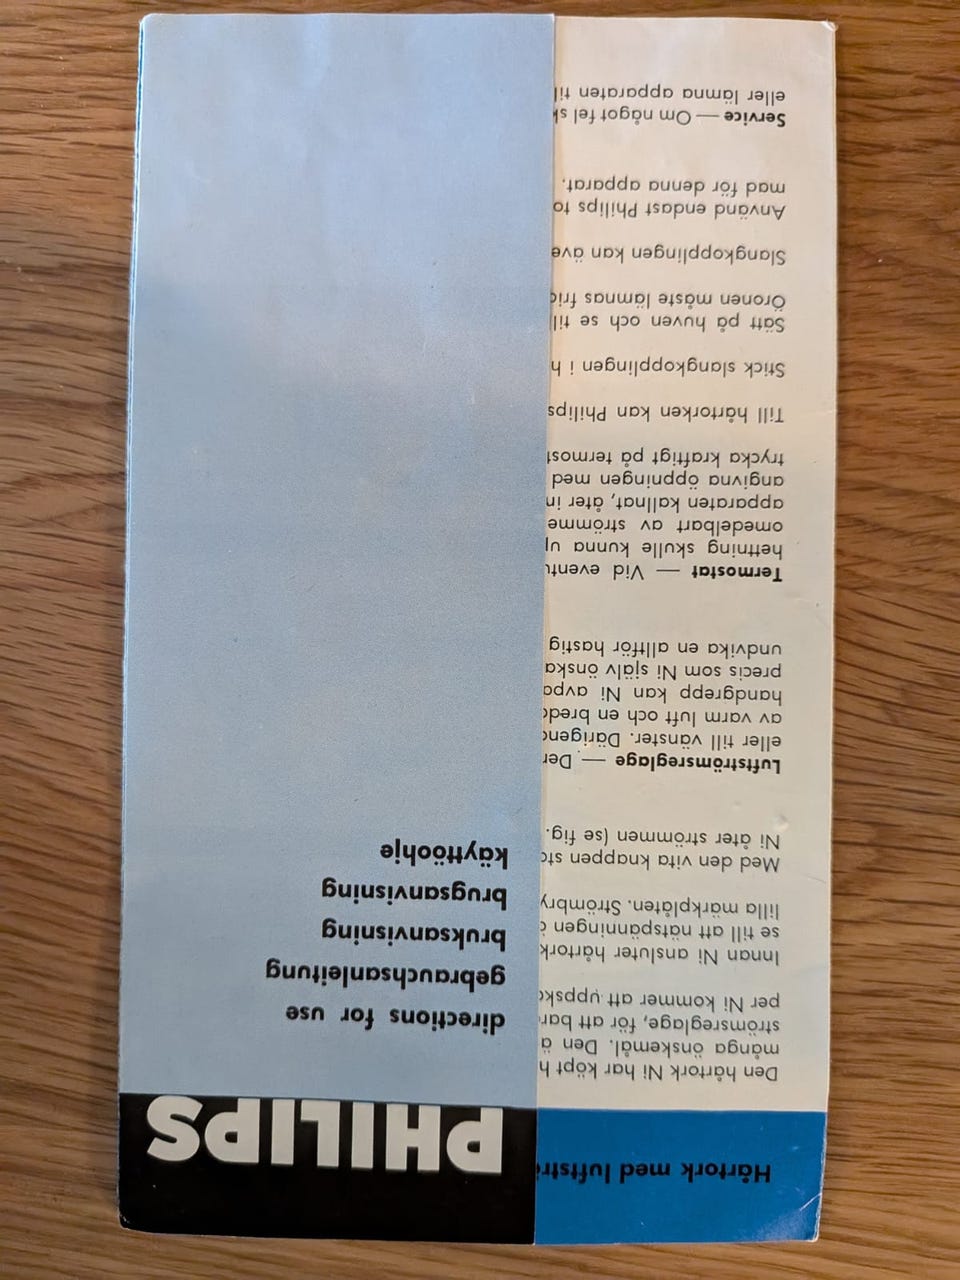 PHILIPS
directions for use
gebrauchsanleitung
bruksanvisning
brugsanvisning
käyttöohje
Hårtork med
Den hårtork Ni har köpt
många önskemål. Den
strömsreglage, för att
per Ni kommer att
Innan Ni ansluter
se till att nätspänningen
lilla märkplåten.
Med den vita knappen
Ni åter strömmen (se fig.
Luftströmsreglage —
eller till vänster.
av varm luft och en
handgrepp kan Ni
precis som Ni själv
undvika en alltför hastig
Termostat — Vid
hettning skulle kunna
omedelbart av
apparaten kallnat, åter
angivna öppningen med
trycka kraftigt på
Till hårtorken kan Philips
Stick slangkopplingen i
Sätt på huven och se
Öronen måste lämnas
Slangkopplingen kan
Använd endast Philips
mad för denna apparat.
Service — Om något fel
eller lämna apparaten